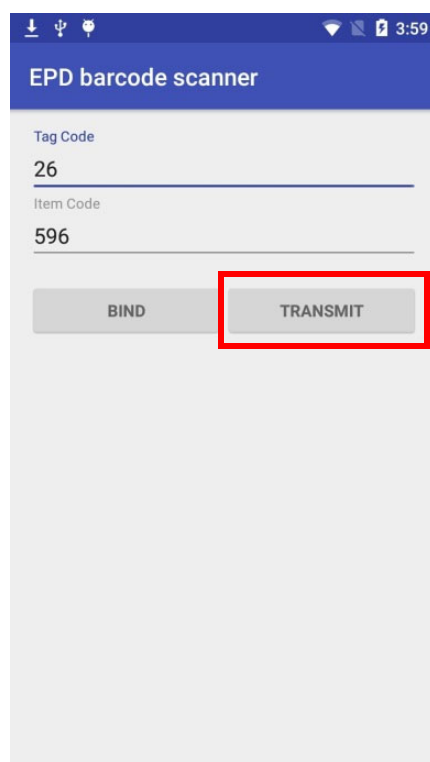 3:59
EPD barcode scanner
Tag Code
26
Item Code
596
BIND TRANSMIT